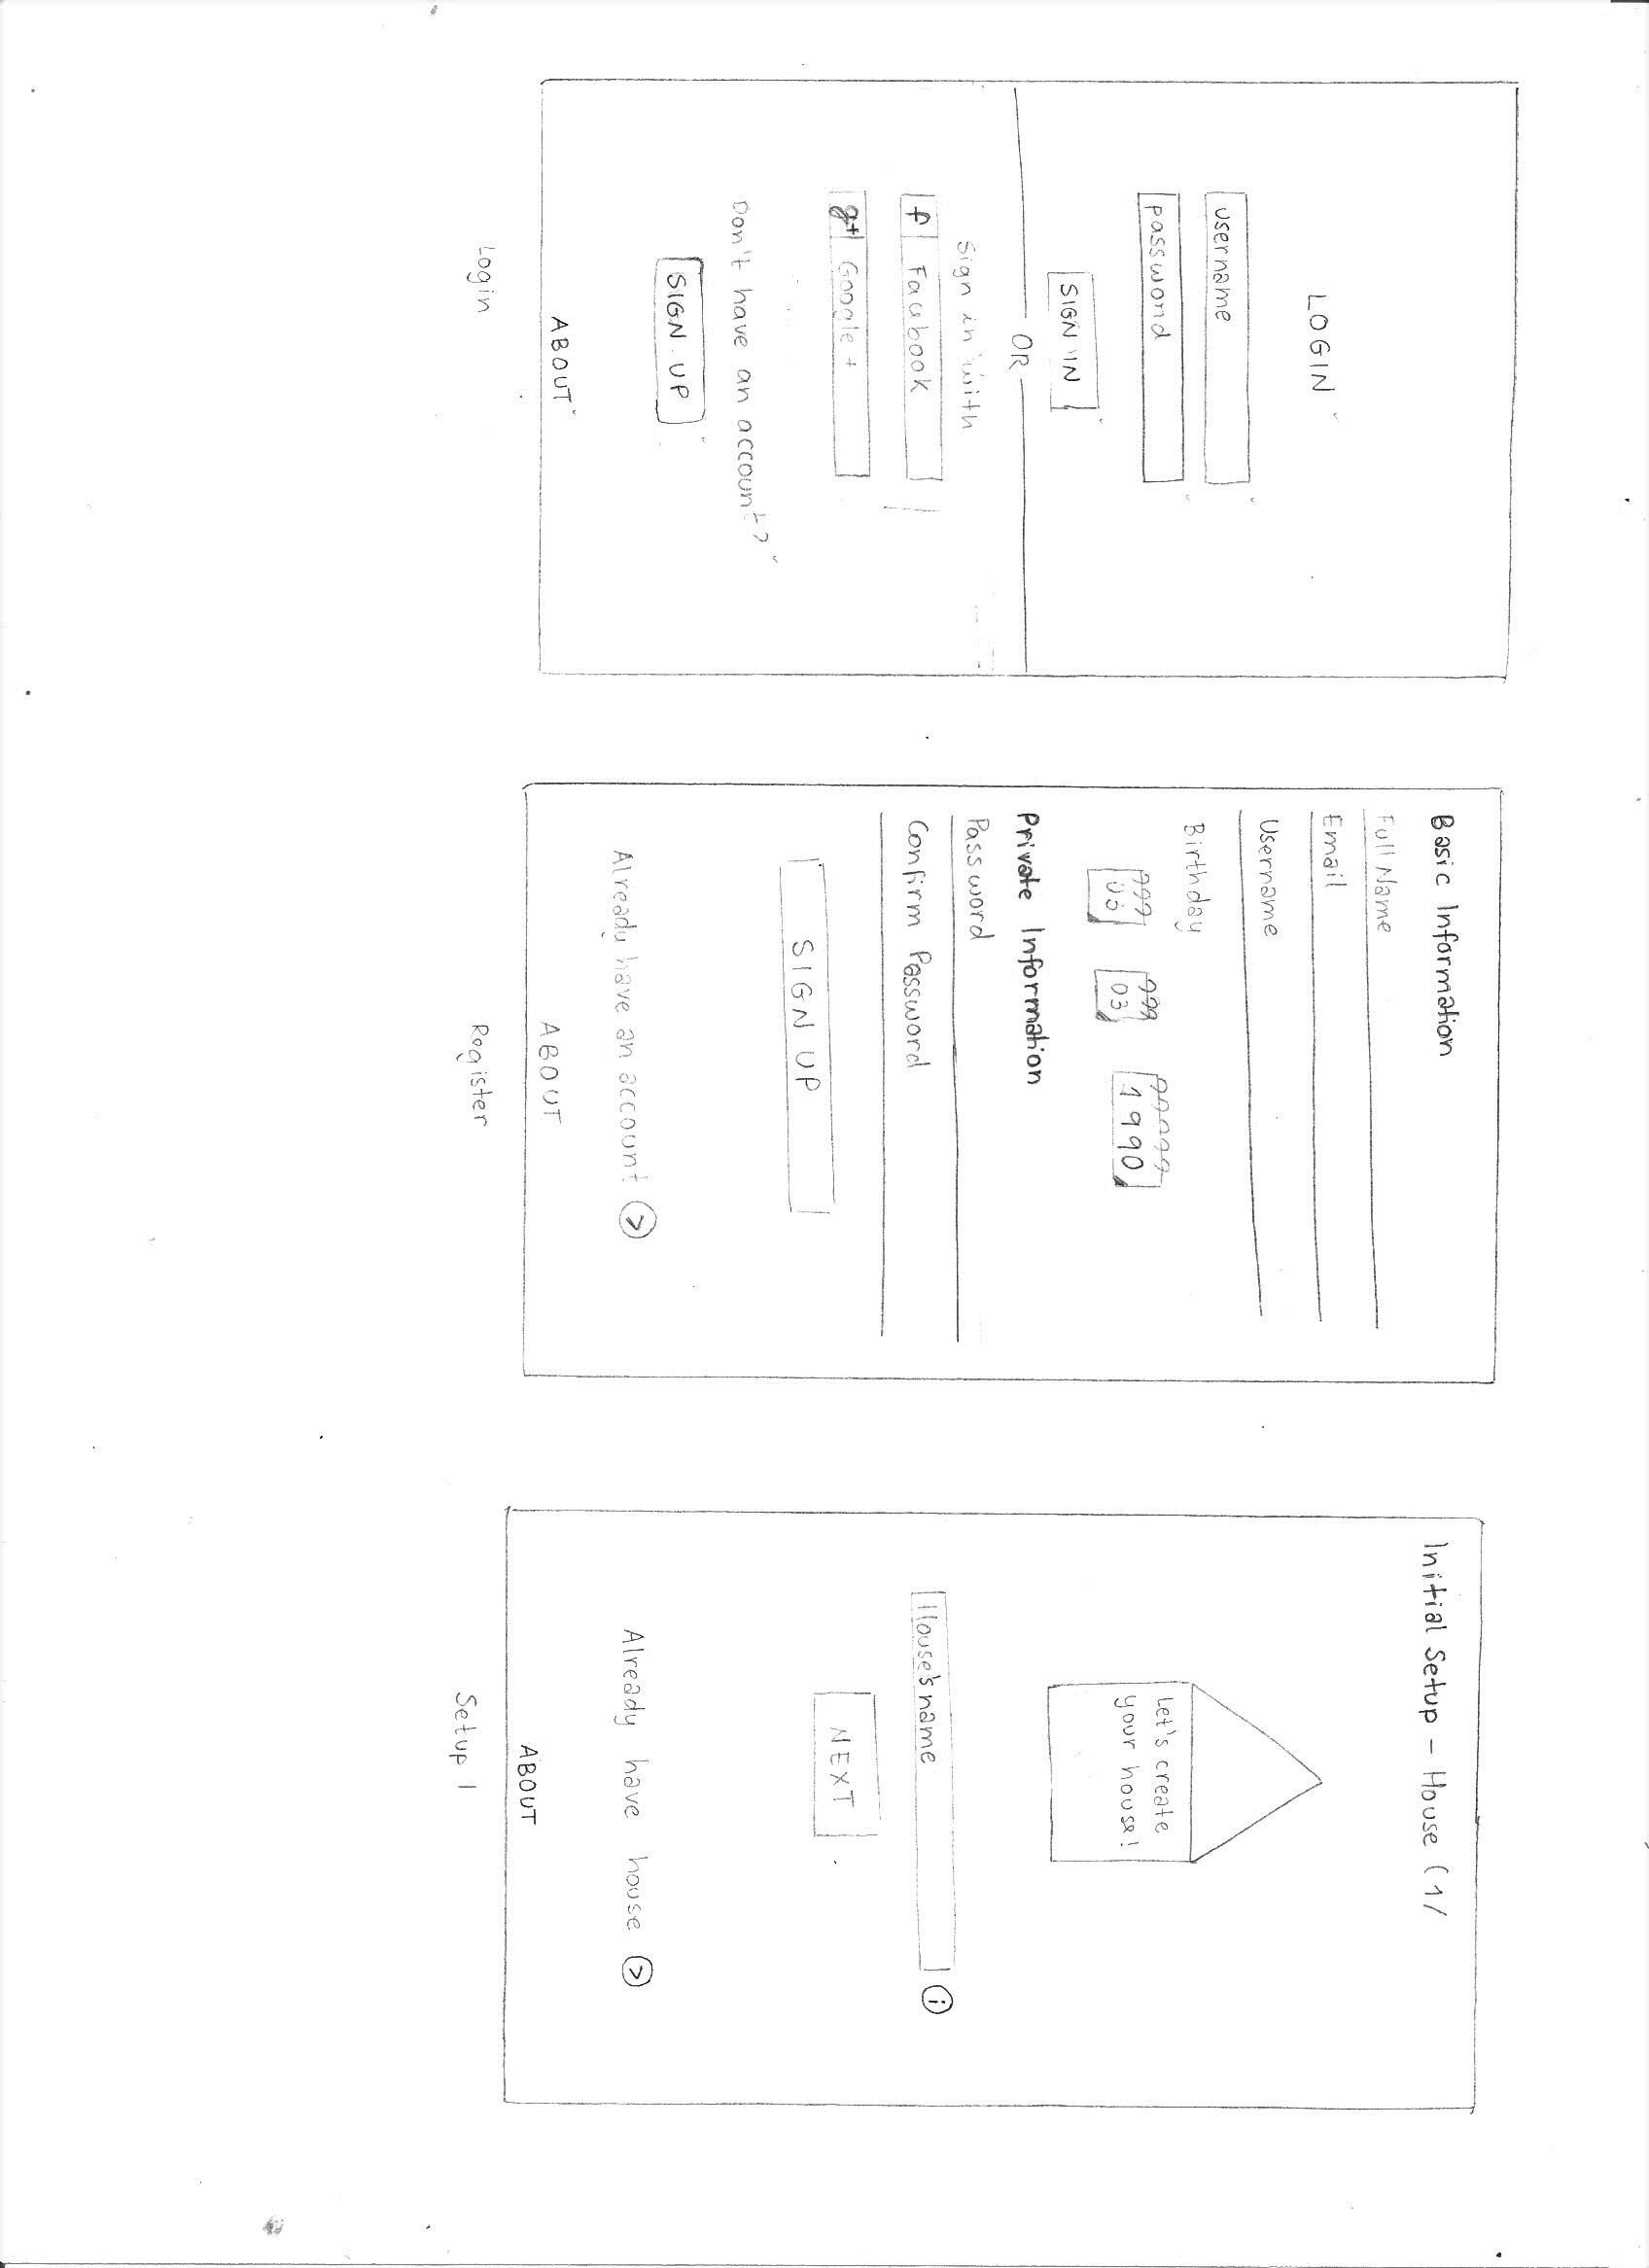 LOGIN
username
password
SIGN IN
OR
Sign in with
f Facebook
g+ Google +
Don't have an account?
SIGN UP
ABOUT
Login
Basic Information
Full Name
Email
Username
Birthday
03 1990
Private Information
Password
Confirm Password
SIGN UP
Already have an account >
ABOUT
Register
Initial Setup - House (1/
Let's create
your house!
House's name i
NEXT
Already have house >
ABOUT
Setup 1